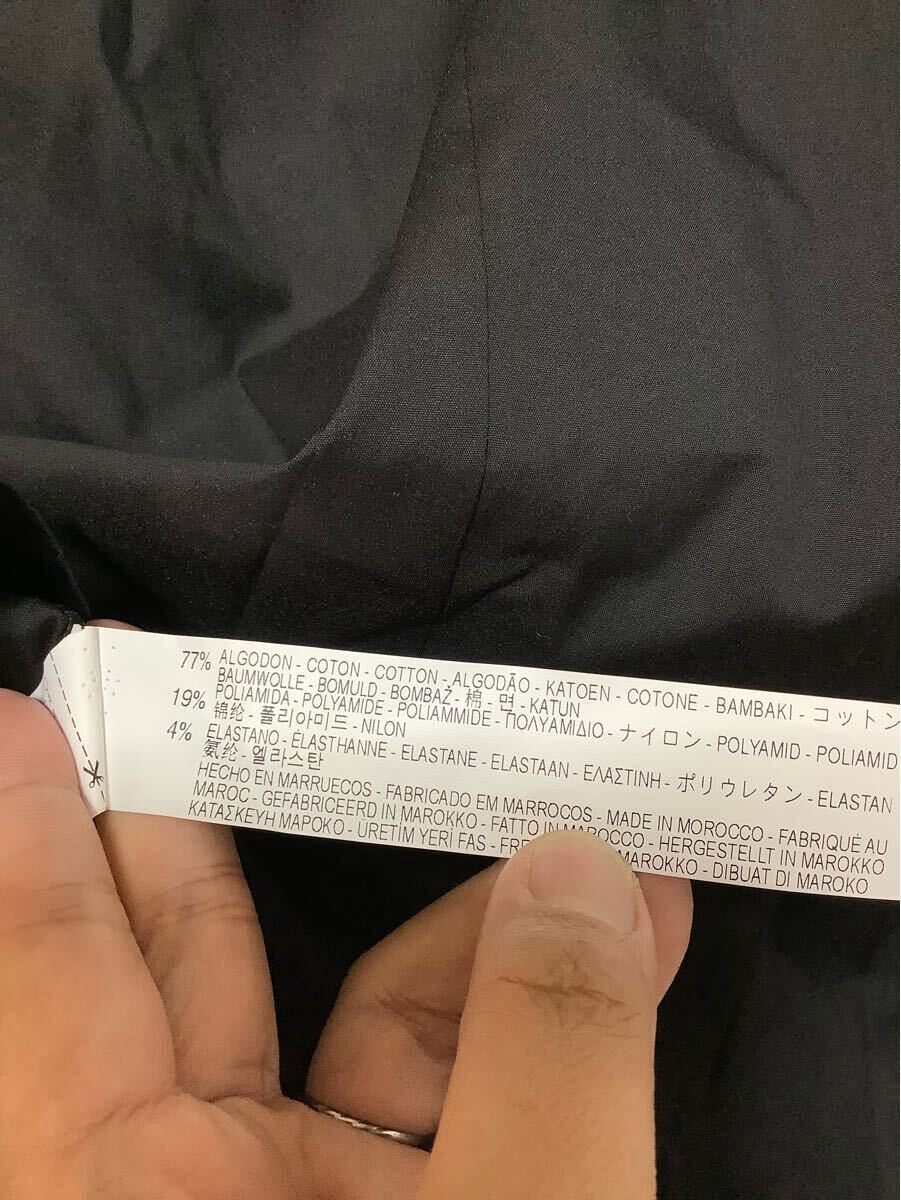 77% ALGODON - COTON - COTTON - ALGODÃO - KATOEN - COTONE - BAMBAKI - コットン
BAUMWOLLE - BOMULD - BOMBAŽ - 棉 - 면 - KATUN
19% POLIAMIDA - POLYAMIDE - POLIAMMIDE - ΠΟΛΥΑΜΙΔΙΟ - ナイロン - POLYAMID - POLIAMID
锦纶 - 폴리아미드 - NILON
4% ELASTANO - ÉLASTHANNE - ELASTANE - ELASTAAN - ΕΛΑΣΤΙΝΗ - ポリウレタン - ELASTAN
氨纶 - 엘라스탄
HECHO EN MARRUECOS - FABRICADO EM MARROCOS - MADE IN MOROCCO - FABRIQUÉ AU
MAROC - GEFABRICEERD IN MAROKKO - FATTO IN MAROCCO - HERGESTELLT IN MAROKKO
ΚΑΤΑΣΚΕΥΗ ΜΑΡΟΚΟ - ÜRETİM YERİ FAS - MAROKKO - DIBUAT DI MAROKO